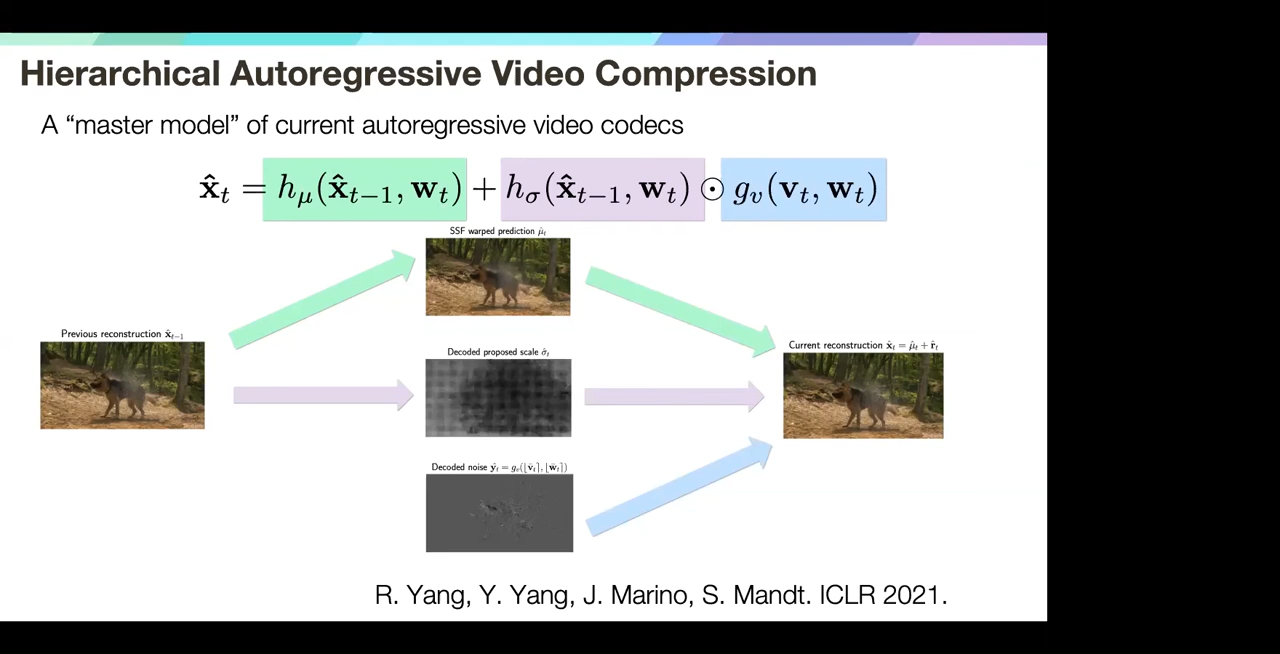 Hierarchical Autoregressive Video Compression
A “master model” of current autoregressive video codecs
x̂ₜ = h_μ(x̂ₜ₋₁, wₜ) + h_σ(x̂ₜ₋₁, wₜ) ⊙ g_v(vₜ, wₜ)
SSF warped prediction μ̂ₜ
Previous reconstruction x̂ₜ₋₁
Decoded proposed scale σ̂ₜ
Current reconstruction x̂ₜ = μ̂ₜ + r̂ₜ
Decoded noise ŷₜ = g_v(⌊v̄ₜ⌉, ⌊w̄ₜ⌉)
R. Yang, Y. Yang, J. Marino, S. Mandt. ICLR 2021.